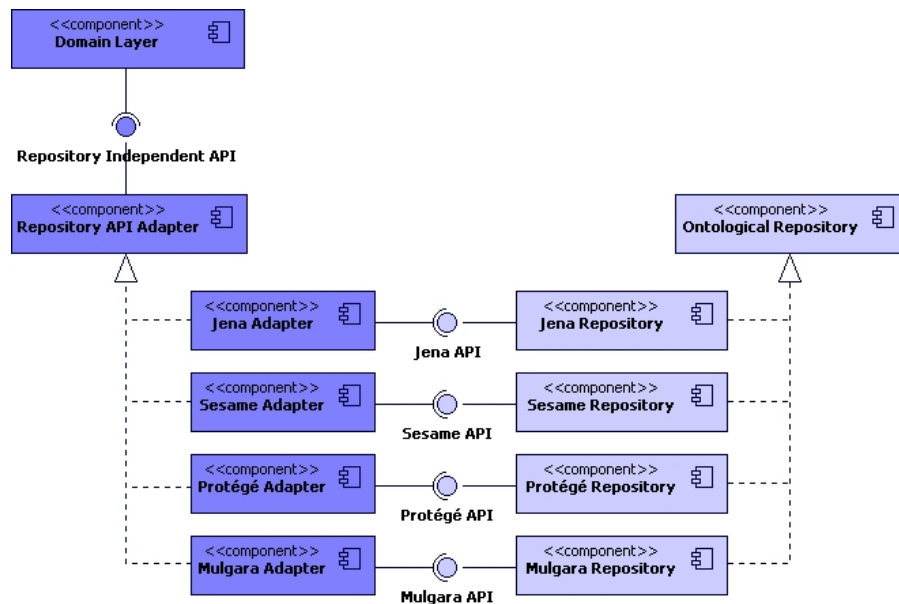 <<component>>
Domain Layer
Repository Independent API
<<component>>
Repository API Adapter
<<component>>
Ontological Repository
<<component>>
Jena Adapter
Jena API
<<component>>
Jena Repository
<<component>>
Sesame Adapter
Sesame API
<<component>>
Sesame Repository
<<component>>
Protégé Adapter
Protégé API
<<component>>
Protégé Repository
<<component>>
Mulgara Adapter
Mulgara API
<<component>>
Mulgara Repository